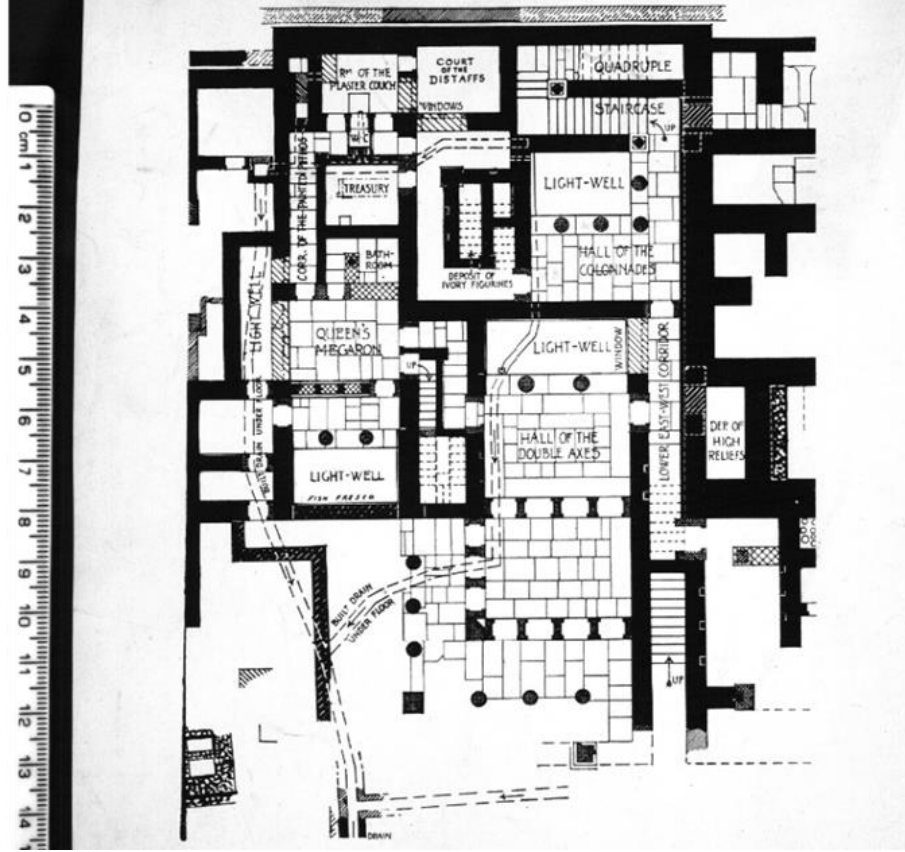 COURT
OF THE
DISTAFFS
RM OF THE
PLASTER COUCH
QUADRUPLE
WINDOWS
STAIRCASE
UP
W.C.
TREASURY
LIGHT-WELL
CORR. OF THE PAINTED PITHOS
BATH-
ROOM
DEPOSIT OF
IVORY FIGURINES
HALL OF THE
COLONNADES
LIGHT-WELL
QUEEN'S
MEGARON
LIGHT-WELL
WINDOW
UP
LOWER EAST-WEST CORRIDOR
DRAIN UNDER FLOOR
HALL OF THE
DOUBLE AXES
DEP. OF
HIGH
RELIEFS
LIGHT-WELL
FISH FRESCO
BUILT DRAIN
UNDER FLOOR
UP
DRAIN
0
cm
1
2
3
4
5
6
7
8
9
10
11
12
13
14